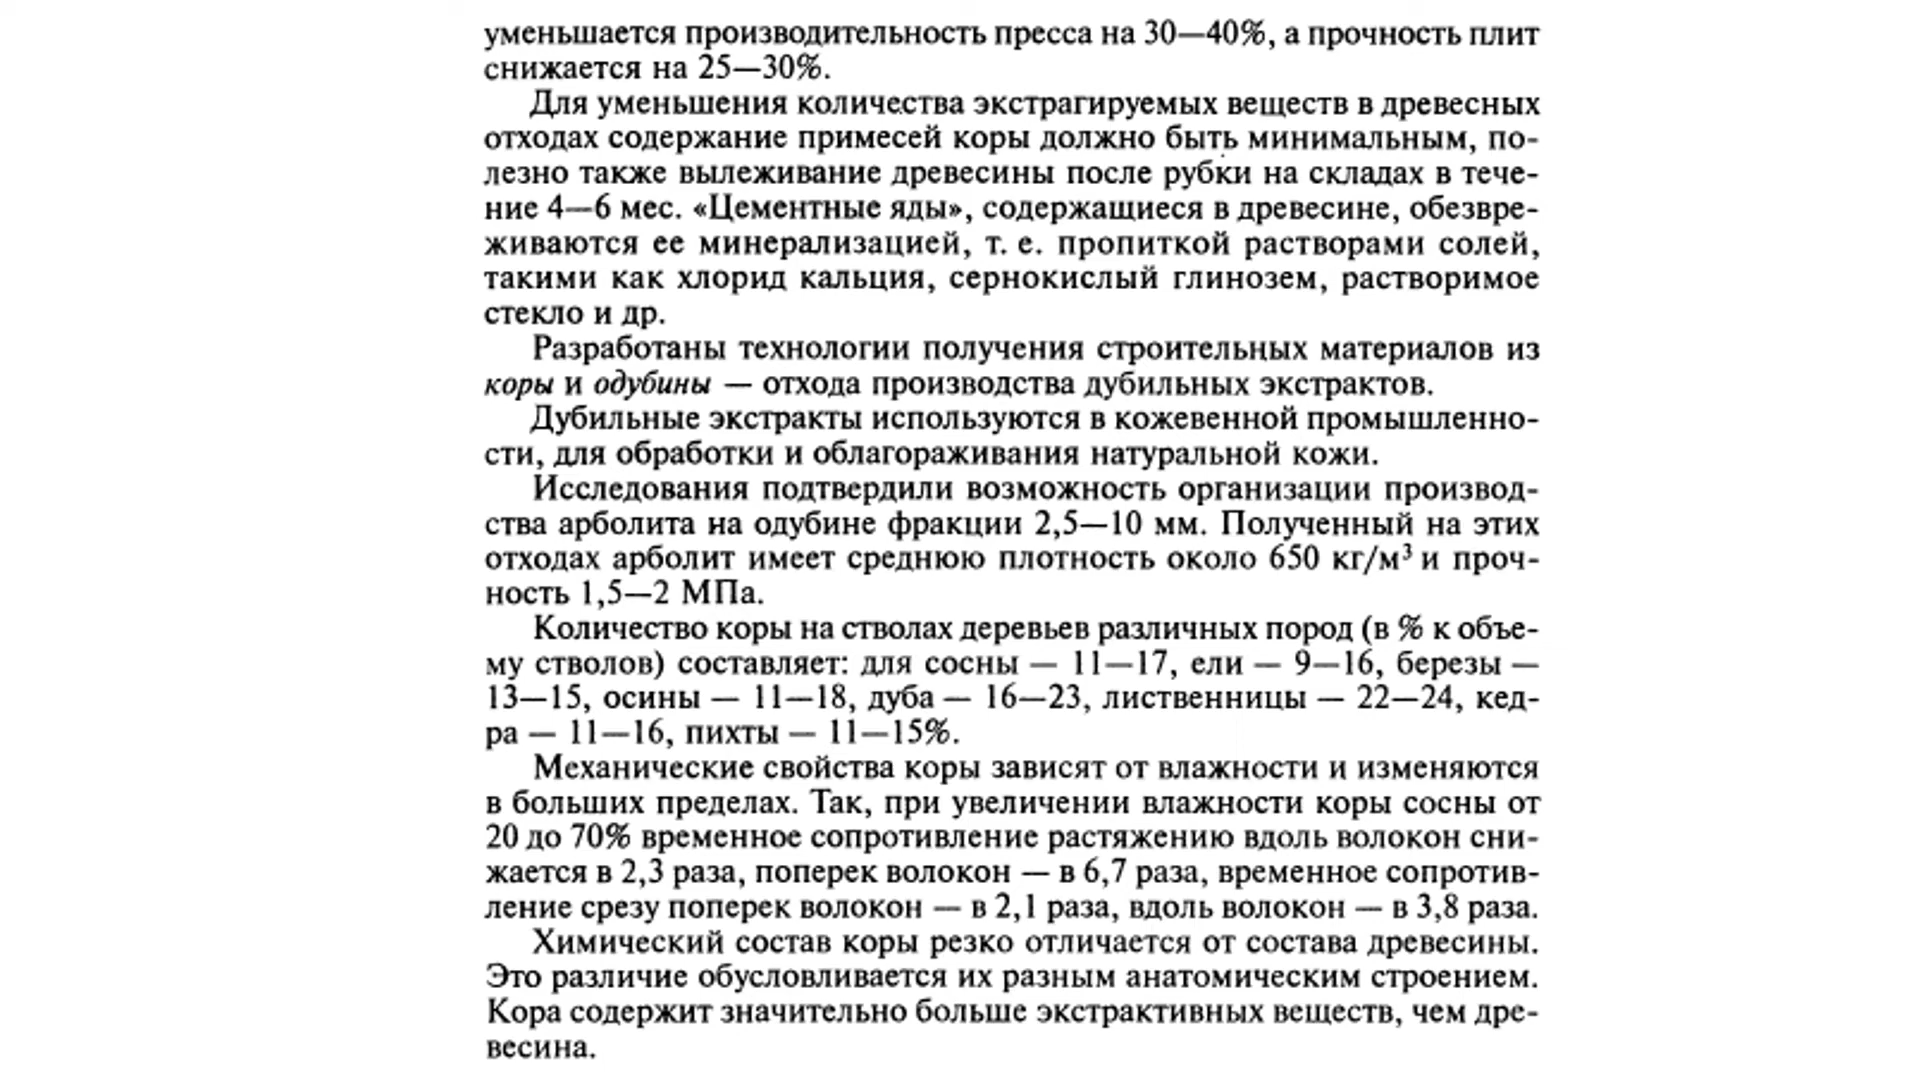 уменьшается производительность пресса на 30—40%, а прочность плит
снижается на 25—30%.
Для уменьшения количества экстрагируемых веществ в древесных
отходах содержание примесей коры должно быть минимальным, по-
лезно также вылеживание древесины после рубки на складах в тече-
ние 4—6 мес. «Цементные яды», содержащиеся в древесине, обезвре-
живаются ее минерализацией, т. е. пропиткой растворами солей,
такими как хлорид кальция, сернокислый глинозем, растворимое
стекло и др.
Разработаны технологии получения строительных материалов из
коры и одубины — отхода производства дубильных экстрактов.
Дубильные экстракты используются в кожевенной промышленно-
сти, для обработки и облагораживания натуральной кожи.
Исследования подтвердили возможность организации производ-
ства арболита на одубине фракции 2,5—10 мм. Полученный на этих
отходах арболит имеет среднюю плотность около 650 кг/м³ и проч-
ность 1,5—2 МПа.
Количество коры на стволах деревьев различных пород (в % к объе-
му стволов) составляет: для сосны — 11—17, ели — 9—16, березы —
13—15, осины — 11—18, дуба — 16—23, лиственницы — 22—24, кед-
ра — 11—16, пихты — 11—15%.
Механические свойства коры зависят от влажности и изменяются
в больших пределах. Так, при увеличении влажности коры сосны от
20 до 70% временное сопротивление растяжению вдоль волокон сни-
жается в 2,3 раза, поперек волокон — в 6,7 раза, временное сопротив-
ление срезу поперек волокон — в 2,1 раза, вдоль волокон — в 3,8 раза.
Химический состав коры резко отличается от состава древесины.
Это различие обусловливается их разным анатомическим строением.
Кора содержит значительно больше экстрактивных веществ, чем дре-
весина.